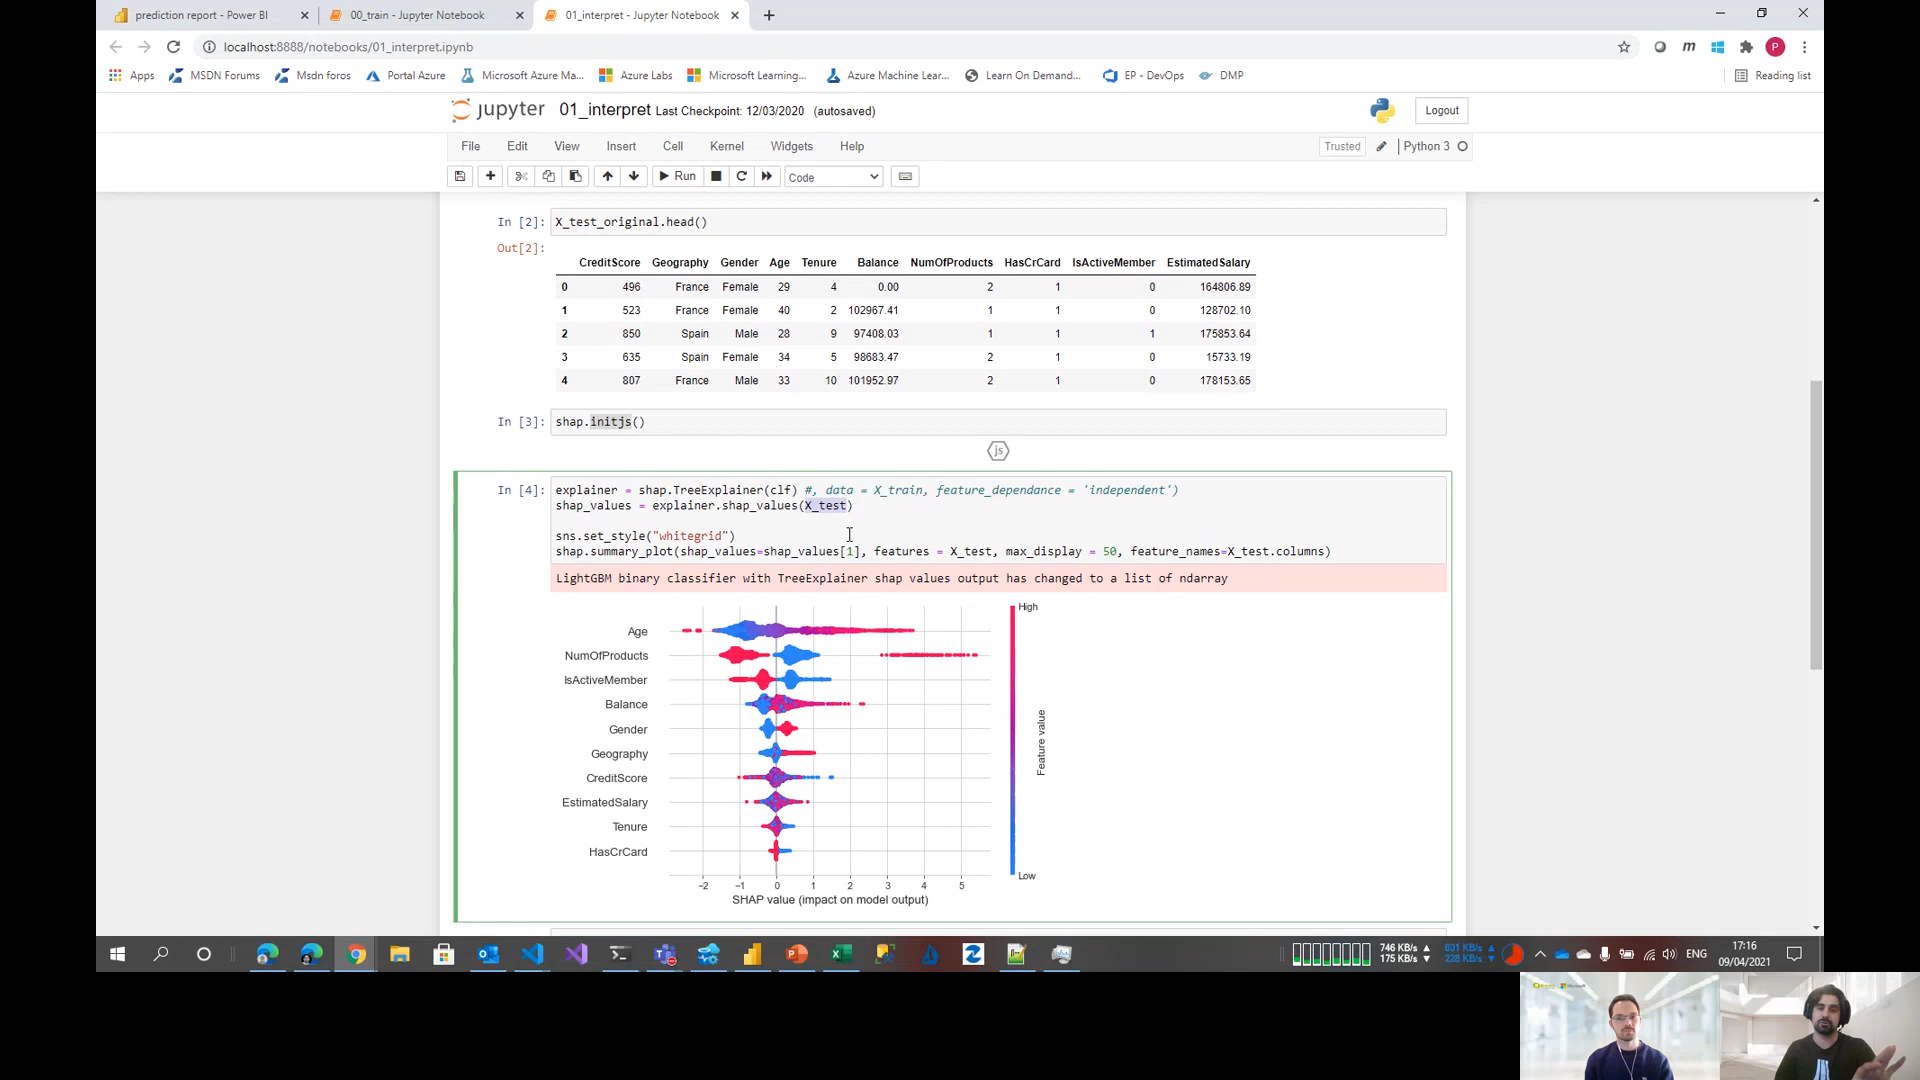 prediction report - Power BI
00_train - Jupyter Notebook
01_interpret - Jupyter Notebook
localhost:8888/notebooks/01_interpret.ipynb
P
Apps
MSDN Forums
Msdn foros
Portal Azure
Microsoft Azure Ma...
Azure Labs
Microsoft Learning...
Azure Machine Lear...
Learn On Demand...
EP - DevOps
DMP
Reading list
jupyter 01_interpret Last Checkpoint: 12/03/2020 (autosaved)
Logout
File Edit View Insert Cell Kernel Widgets Help
Trusted
Python 3
Run
Code
In [2]: X_test_original.head()
Out[2]:
CreditScore Geography Gender Age Tenure Balance NumOfProducts HasCrCard IsActiveMember EstimatedSalary
0 496 France Female 29 4 0.00 2 1 0 164806.89
1 523 France Female 40 2 102967.41 1 1 0 128702.10
2 850 Spain Male 28 9 97408.03 1 1 1 175853.64
3 635 Spain Female 34 5 98683.47 2 1 0 15733.19
4 807 France Male 33 10 101952.97 2 1 0 178153.65
In [3]: shap.initjs()
js
In [4]: explainer = shap.TreeExplainer(clf) #, data = X_train, feature_dependance = 'independent')
shap_values = explainer.shap_values(X_test)
sns.set_style("whitegrid")
shap.summary_plot(shap_values=shap_values[1], features = X_test, max_display = 50, feature_names=X_test.columns)
LightGBM binary classifier with TreeExplainer shap values output has changed to a list of ndarray
High
Age
NumOfProducts
IsActiveMember
Balance
Gender
Geography
CreditScore
EstimatedSalary
Tenure
HasCrCard
Feature value
Low
−2 −1 0 1 2 3 4 5
SHAP value (impact on model output)
746 KB/s
175 KB/s
601 KB/s
228 KB/s
ENG
17:16
09/04/2021